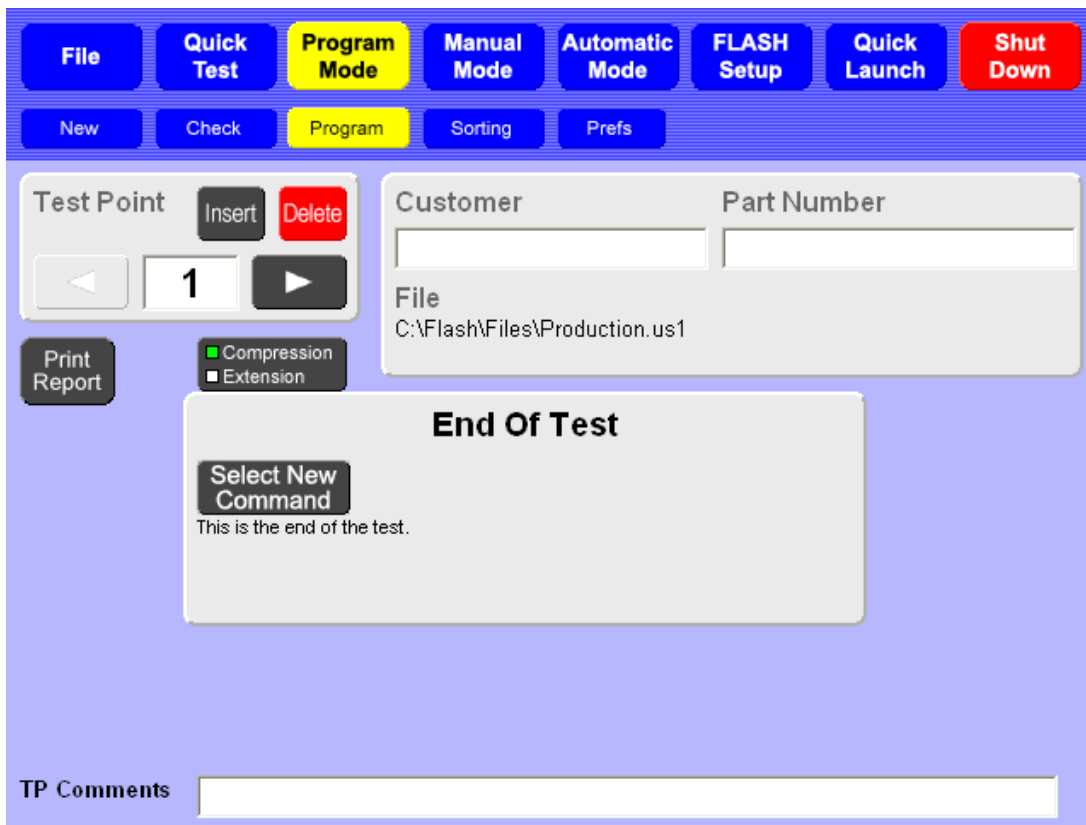 File
Quick
Test
Program
Mode
Manual
Mode
Automatic
Mode
FLASH
Setup
Quick
Launch
Shut
Down
New
Check
Program
Sorting
Prefs
Test Point
Insert
Delete
1
Customer
Part Number
File
C:\Flash\Files\Production.us1
Print
Report
Compression
Extension
End Of Test
Select New
Command
This is the end of the test.
TP Comments